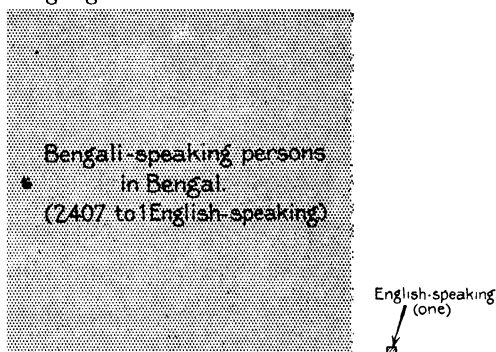 Bengali-speaking persons
in Bengal.
(2407 to 1 English-speaking)
English-speaking
(one)